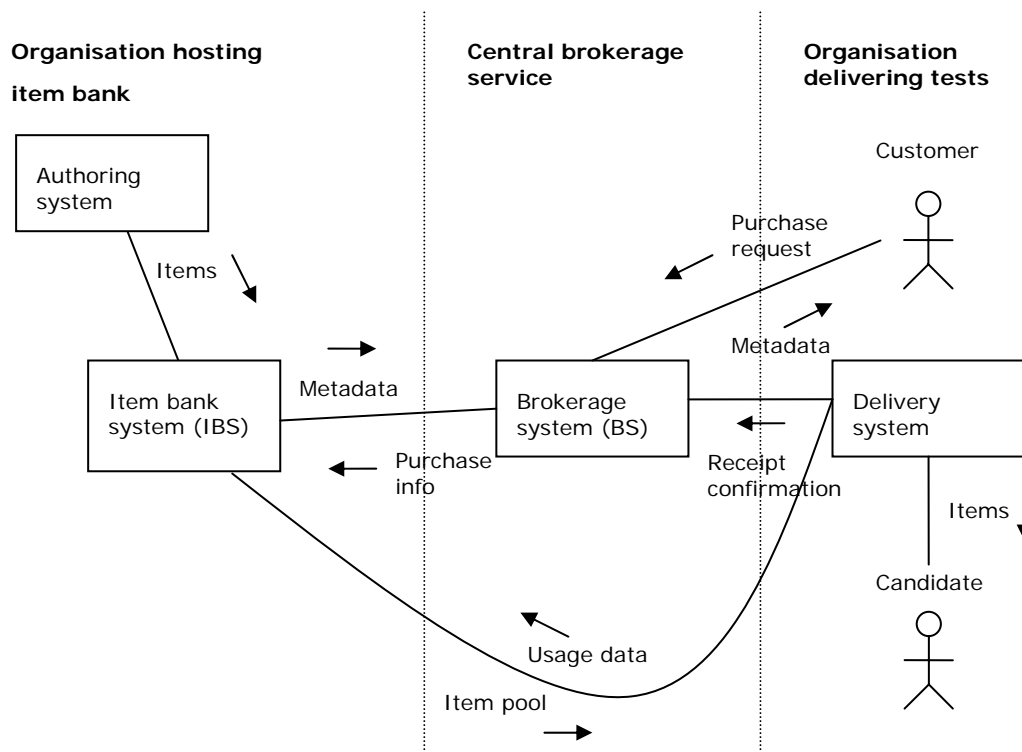 Organisation hosting
item bank
Central brokerage
service
Organisation
delivering tests
Authoring
system
Customer
Purchase
request
Items
Metadata
Metadata
Item bank
system (IBS)
Brokerage
system (BS)
Delivery
system
Purchase
info
Receipt
confirmation
Items
Candidate
Usage data
Item pool